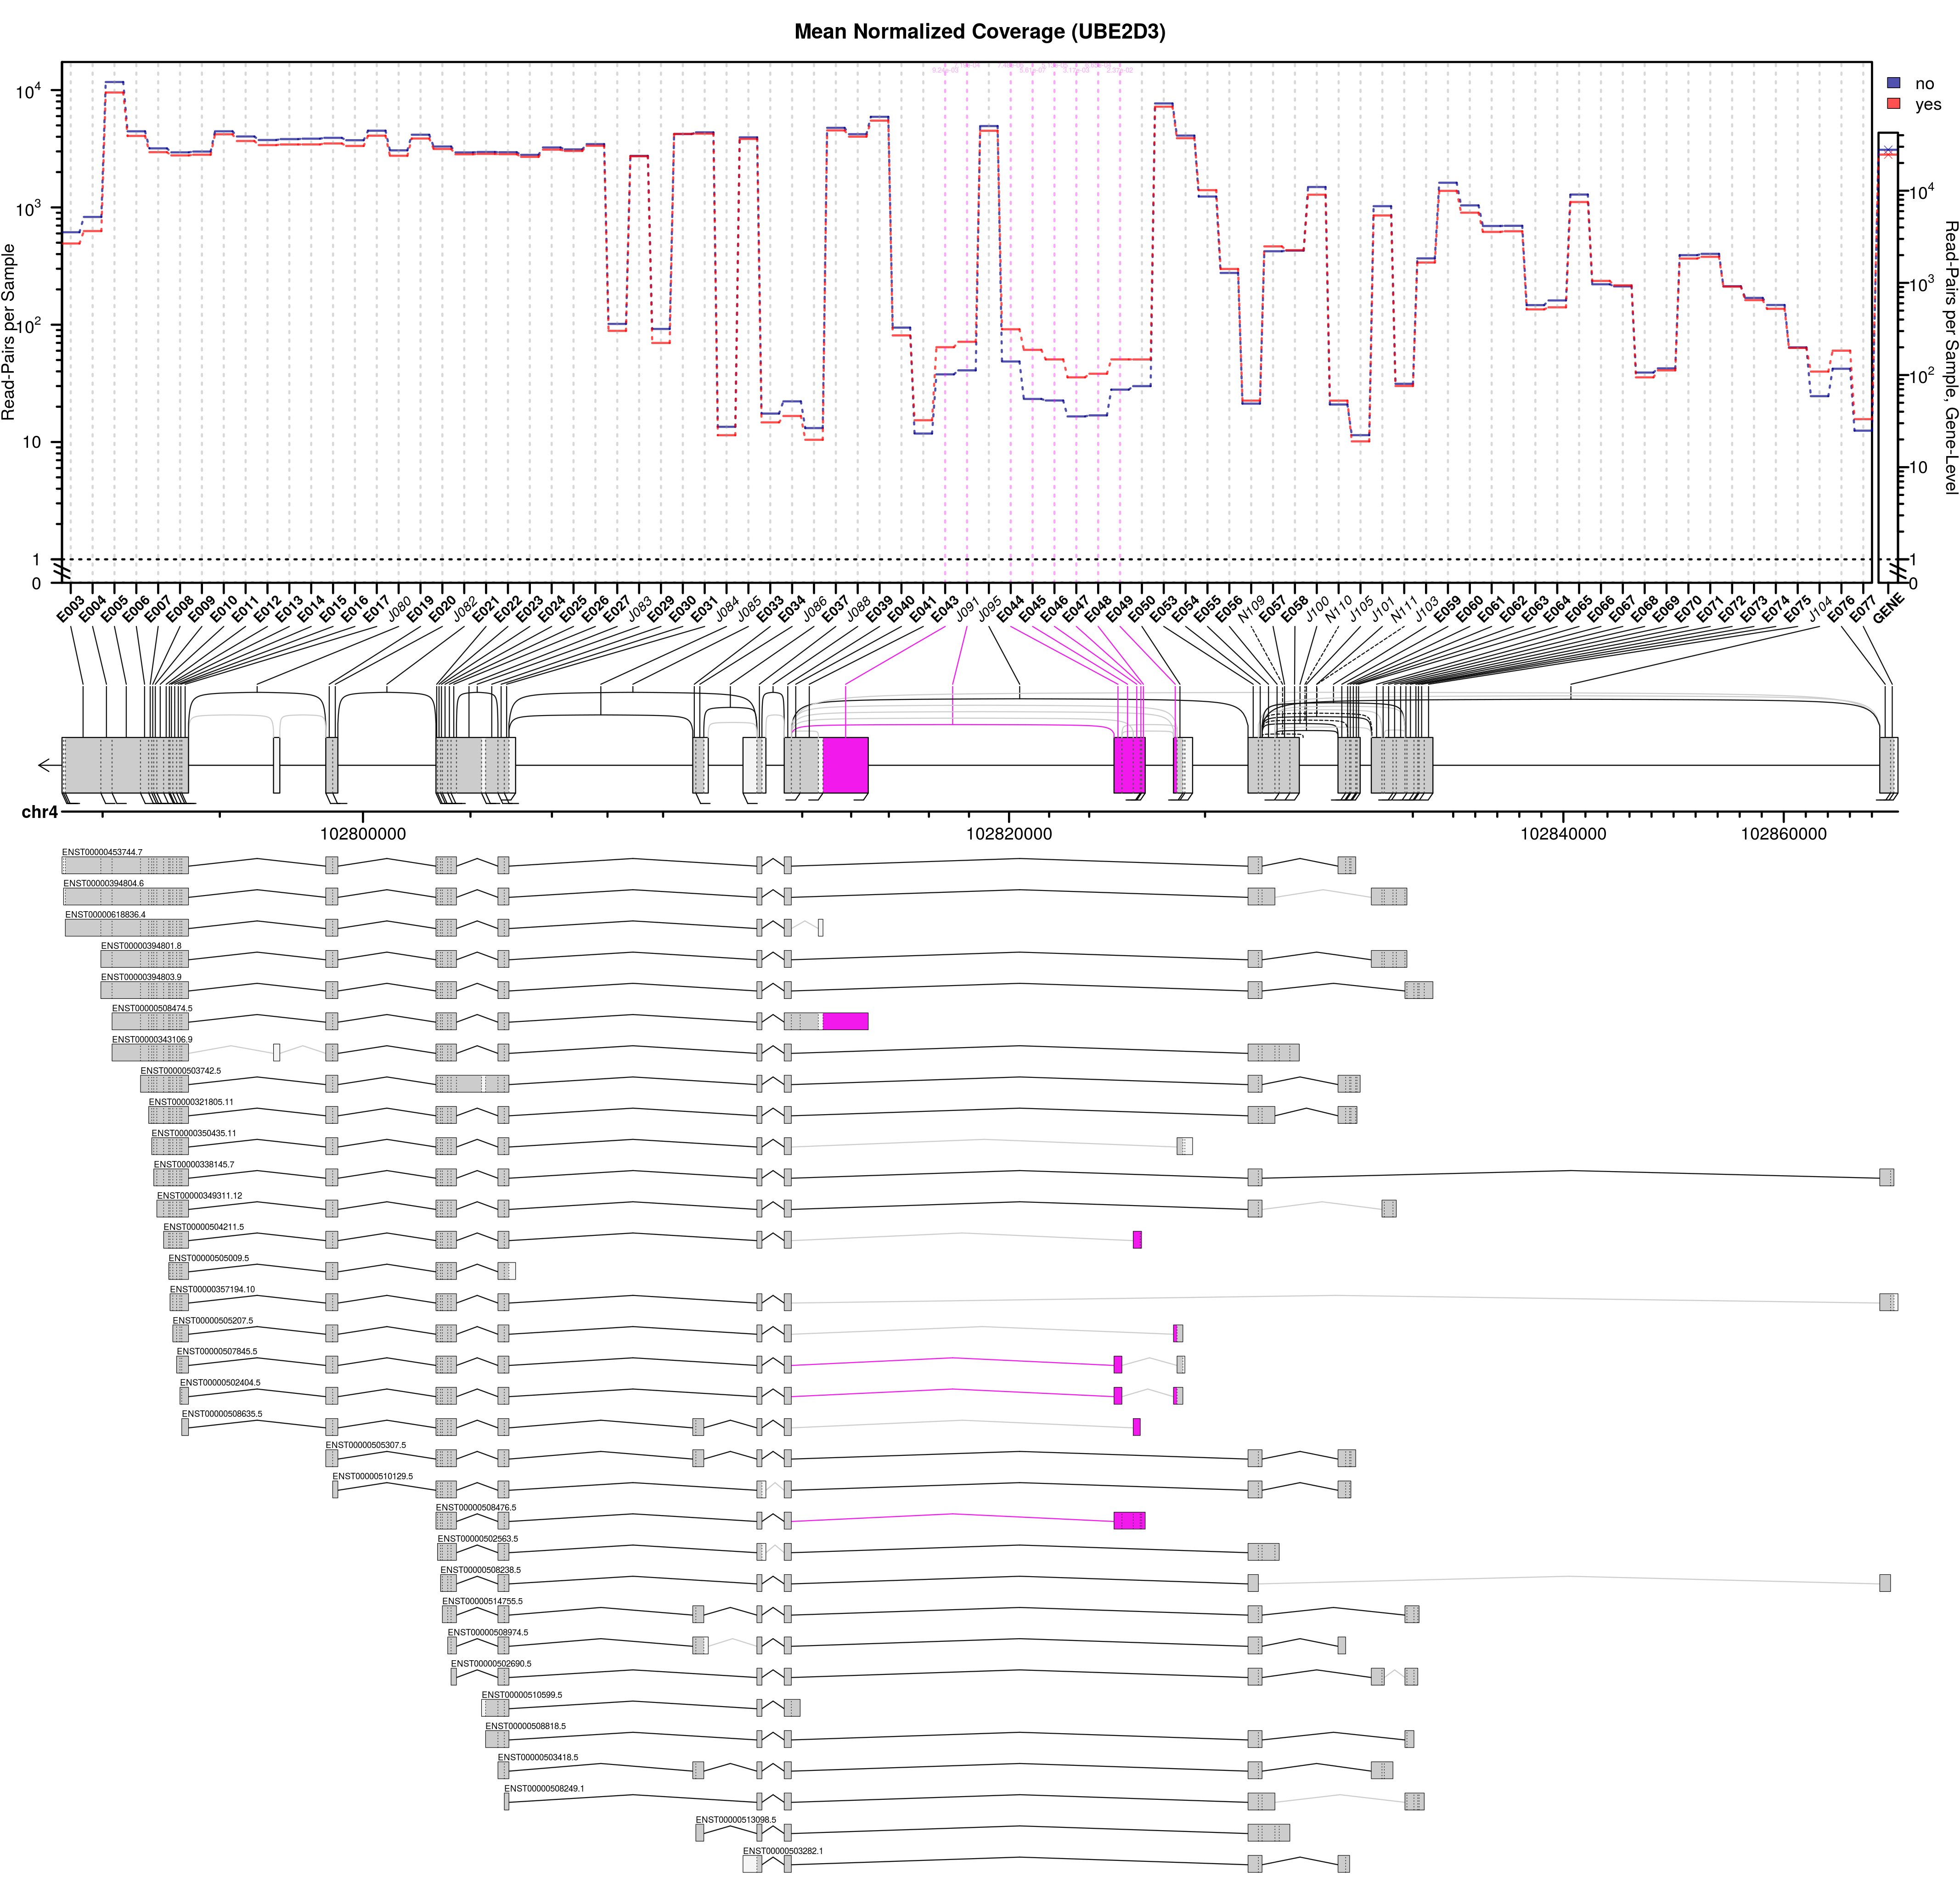 Mean Normalized Coverage (UBE2D3)
no
yes
Read-Pairs per Sample
10^4
10^3
10^2
10
1
0
Read-Pairs per Sample, Gene-Level
10^4
10^3
10^2
10
1
0
E003 E004 E005 E006 E007 E008 E009 E010 E011 E012 E013 E014 E015 E016 E017 J080 E019 E020 J082 E021 E022 E023 E024 E025 E026 E027 J083 E029 E030 E031 J084 J085 E033 E034 J086 E037 J088 E039 E040 E041 E043 J091 J095 E044 E045 E046 E047 E048 E049 E050 E053 E054 E055 E056 N109 E057 E058 J100 N110 J105 J101 N111 J103 E059 E060 E061 E062 E063 E064 E065 E066 E067 E068 E069 E070 E071 E072 E073 E074 E075 J104 E076 E077 GENE
chr4
102800000 102820000 102840000 102860000
ENST00000453744.7
ENST00000394804.6
ENST00000618836.4
ENST00000394801.8
ENST00000394803.9
ENST00000508474.5
ENST00000343106.9
ENST00000503742.5
ENST00000321805.11
ENST00000350435.11
ENST00000338145.7
ENST00000349311.12
ENST00000504211.5
ENST00000505009.5
ENST00000357194.10
ENST00000505207.5
ENST00000507845.5
ENST00000502404.5
ENST00000508635.5
ENST00000505307.5
ENST00000510129.5
ENST00000508476.5
ENST00000502563.5
ENST00000508238.5
ENST00000514755.5
ENST00000508974.5
ENST00000502690.5
ENST00000510599.5
ENST00000508818.5
ENST00000503418.5
ENST00000508249.1
ENST00000513098.5
ENST00000503282.1